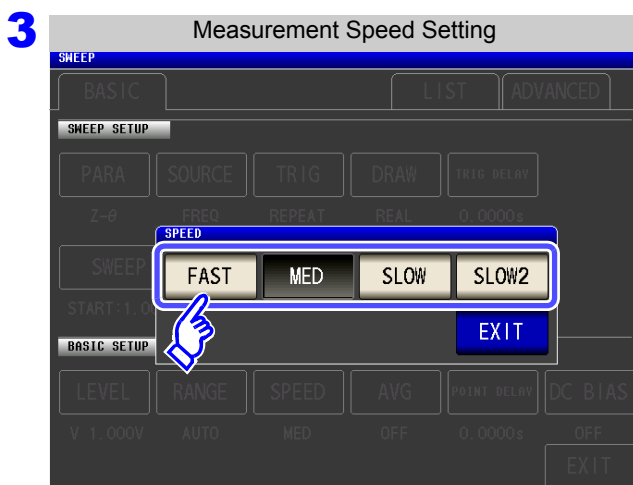 3
Measurement Speed Setting
SWEEP
BASIC LIST ADVANCED
SWEEP SETUP
PARA SOURCE TRIG DRAW TRIG DELAY
Z-θ FREQ REPEAT REAL 0.0000s
SPEED
SWEEP
FAST MED SLOW SLOW2
START:1.00
EXIT
BASIC SETUP
LEVEL RANGE SPEED AVG POINT DELAY DC BIAS
V 1.000V AUTO MED OFF 0.0000s OFF
EXIT